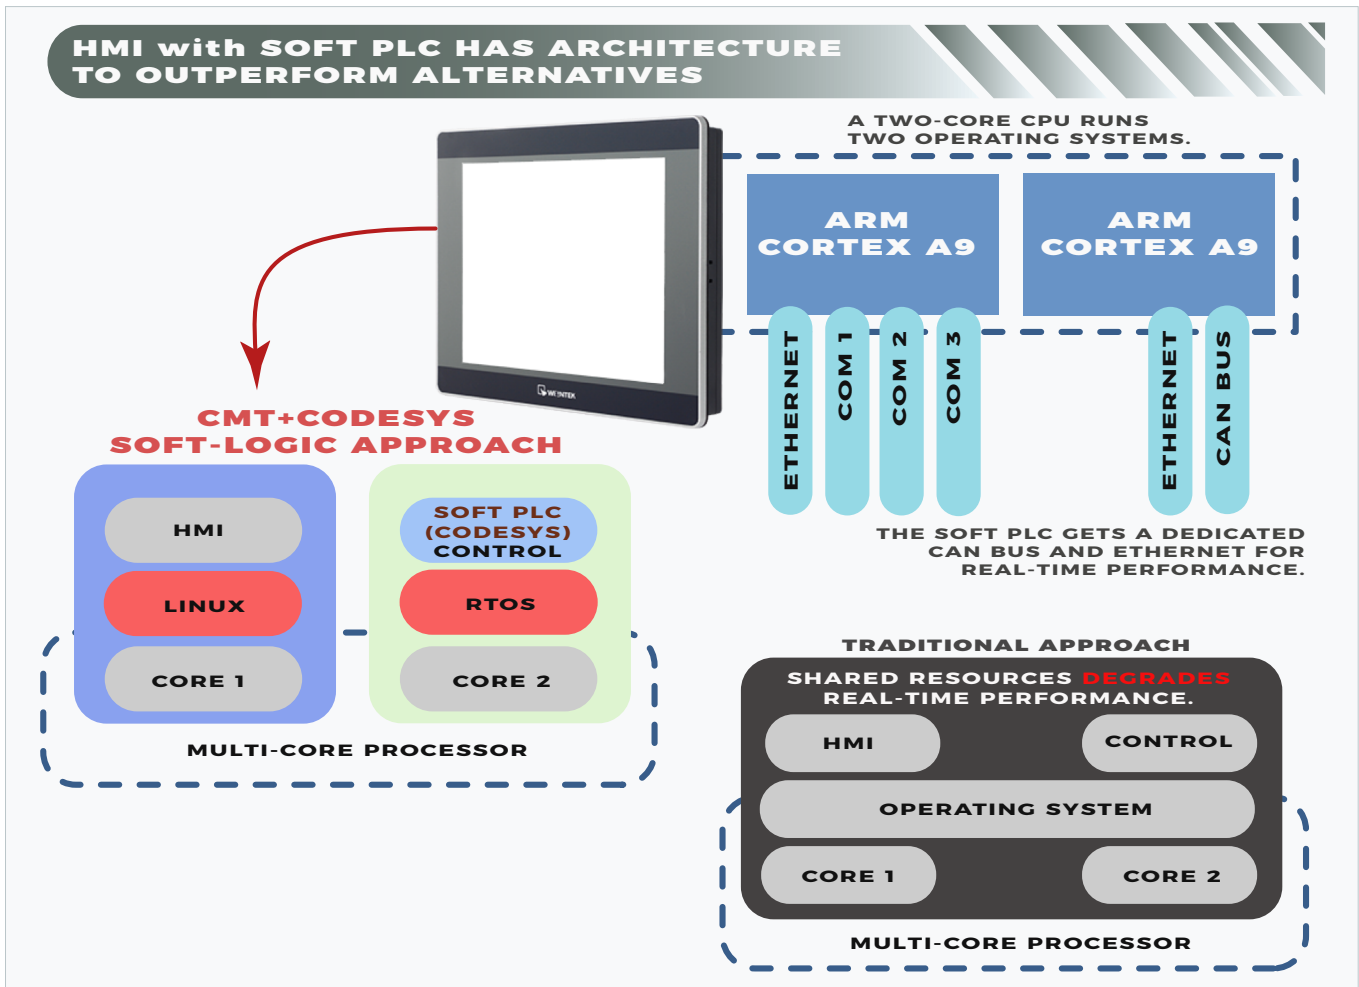 HMI with SOFT PLC HAS ARCHITECTURE
TO OUTPERFORM ALTERNATIVES
A TWO-CORE CPU RUNS
TWO OPERATING SYSTEMS.
ARM
CORTEX A9
ARM
CORTEX A9
ETHERNET
COM 1
COM 2
COM 3
ETHERNET
CAN BUS
THE SOFT PLC GETS A DEDICATED
CAN BUS AND ETHERNET FOR
REAL-TIME PERFORMANCE.
CMT+CODESYS
SOFT-LOGIC APPROACH
HMI
LINUX
CORE 1
SOFT PLC
(CODESYS)
CONTROL
RTOS
CORE 2
MULTI-CORE PROCESSOR
TRADITIONAL APPROACH
SHARED RESOURCES DEGRADES
REAL-TIME PERFORMANCE.
HMI
CONTROL
OPERATING SYSTEM
CORE 1
CORE 2
MULTI-CORE PROCESSOR